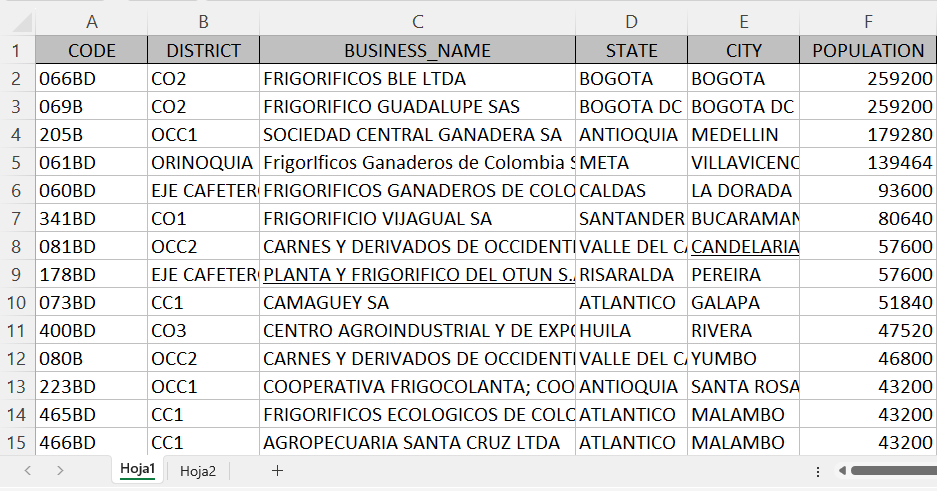 A B C D E F
1 CODE DISTRICT BUSINESS_NAME STATE CITY POPULATION
2 066BD CO2 FRIGORIFICOS BLE LTDA BOGOTA BOGOTA 259200
3 069B CO2 FRIGORIFICO GUADALUPE SAS BOGOTA DC BOGOTA DC 259200
4 205B OCC1 SOCIEDAD CENTRAL GANADERA SA ANTIOQUIA MEDELLIN 179280
5 061BD ORINOQUIA FrigorIficos Ganaderos de Colombia S META VILLAVICENC 139464
6 060BD EJE CAFETERO FRIGORIFICOS GANADEROS DE COLO CALDAS LA DORADA 93600
7 341BD CO1 FRIGORIFICIO VIJAGUAL SA SANTANDER BUCARAMAN 80640
8 081BD OCC2 CARNES Y DERIVADOS DE OCCIDENTE VALLE DEL CA CANDELARIA 57600
9 178BD EJE CAFETERO PLANTA Y FRIGORIFICO DEL OTUN S.A RISARALDA PEREIRA 57600
10 073BD CC1 CAMAGUEY SA ATLANTICO GALAPA 51840
11 400BD CO3 CENTRO AGROINDUSTRIAL Y DE EXPO HUILA RIVERA 47520
12 080B OCC2 CARNES Y DERIVADOS DE OCCIDENTE VALLE DEL CA YUMBO 46800
13 223BD OCC1 COOPERATIVA FRIGOCOLANTA; COO ANTIOQUIA SANTA ROSA 43200
14 465BD CC1 FRIGORIFICOS ECOLOGICOS DE COLO ATLANTICO MALAMBO 43200
15 466BD CC1 AGROPECUARIA SANTA CRUZ LTDA ATLANTICO MALAMBO 43200
Hoja1 Hoja2